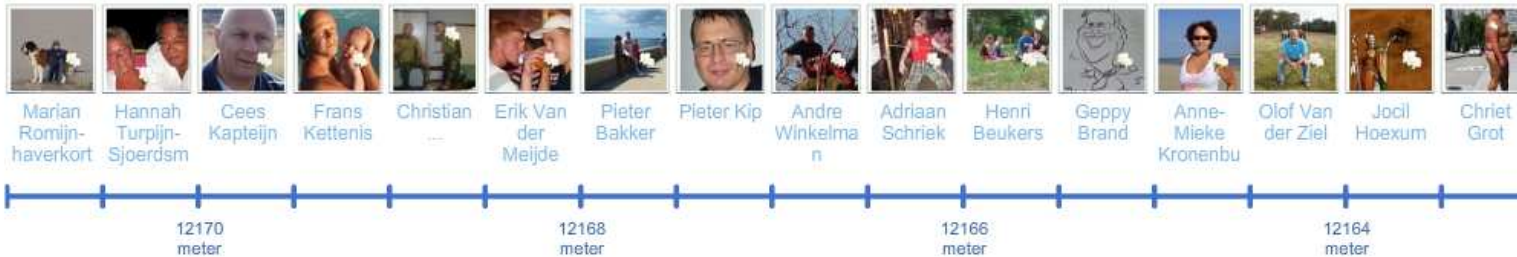 Marian
Romijn-
haverkort
Hannah
Turpijn-
Sjoerdsm
Cees
Kapteijn
Frans
Kettenis
Christian
...
Erik Van
der
Meijde
Pieter
Bakker
Pieter Kip
Andre
Winkelma
n
Adriaan
Schriek
Henri
Beukers
Geppy
Brand
Anne-
Mieke
Kronenbu
Olof Van
der Ziel
Jocil
Hoexum
Chriet
Grot
12170
meter
12168
meter
12166
meter
12164
meter